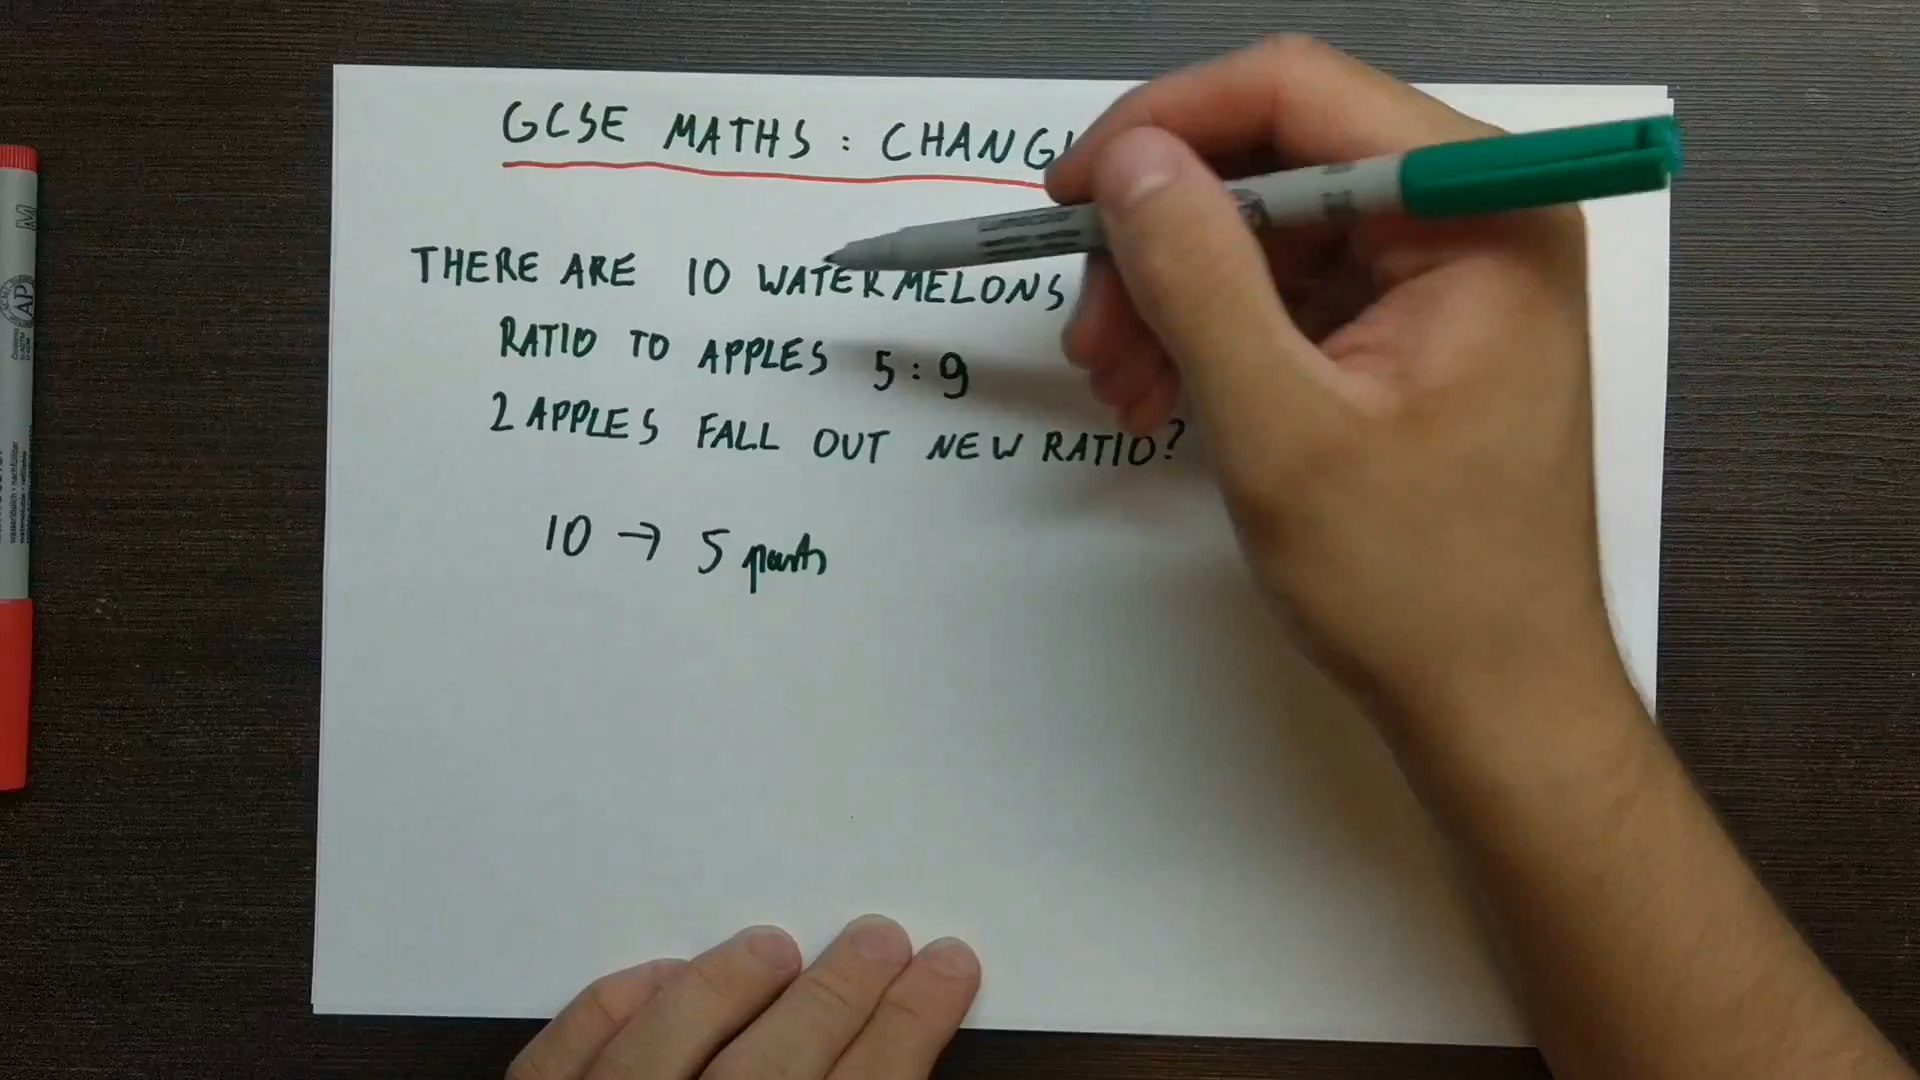 GCSE MATHS : CHANG
THERE ARE 10 WATERMELONS
RATIO TO APPLES 5 : 9
2 APPLES FALL OUT NEW RATIO?
10 → 5 parts
M
AP